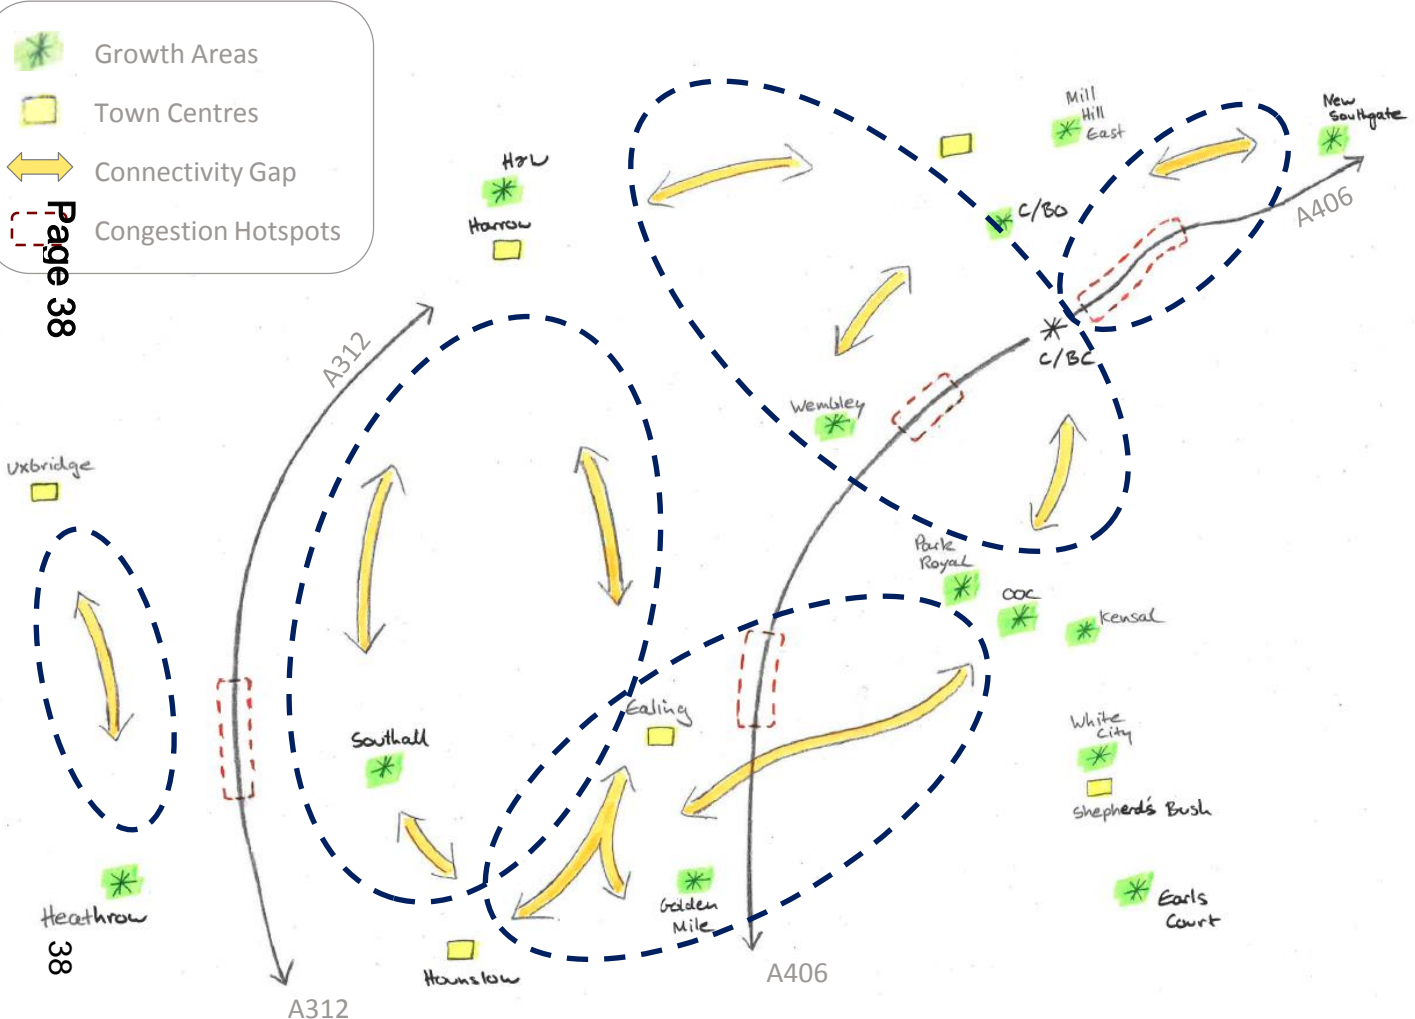 Growth Areas
Town Centres
Connectivity Gap
Congestion Hotspots
Page 38
Mill
Hill
East
New
Southgate
A406
H&W
Harrow
C/BO
C/BC
A312
Wembley
Uxbridge
Park
Royal
OOC
Kensal
Ealing
Southall
White
City
Shepherd's Bush
Heathrow
Golden
Mile
Earls
Court
38
Hounslow
A406
A312